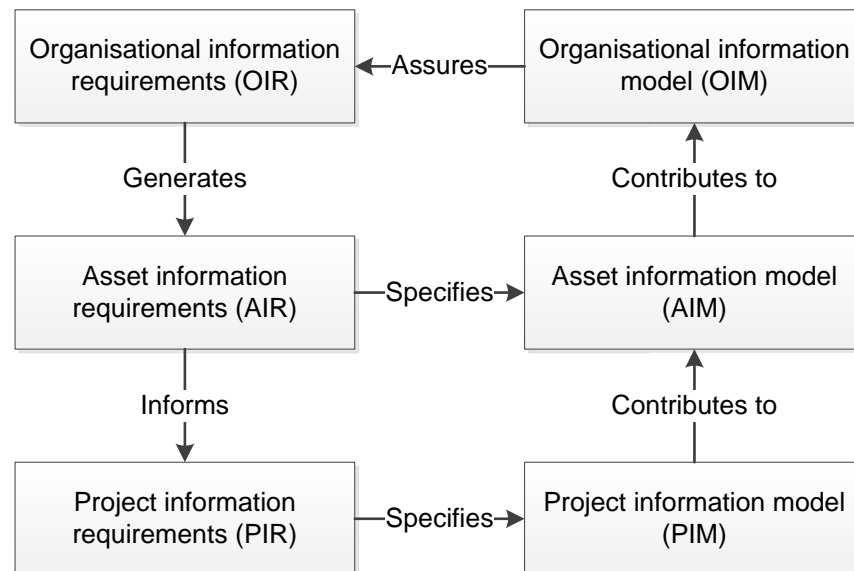 Organisational information
requirements (OIR)
Assures
Organisational information
model (OIM)
Generates
Contributes to
Asset information
requirements (AIR)
Specifies
Asset information model
(AIM)
Informs
Contributes to
Project information
requirements (PIR)
Specifies
Project information model
(PIM)